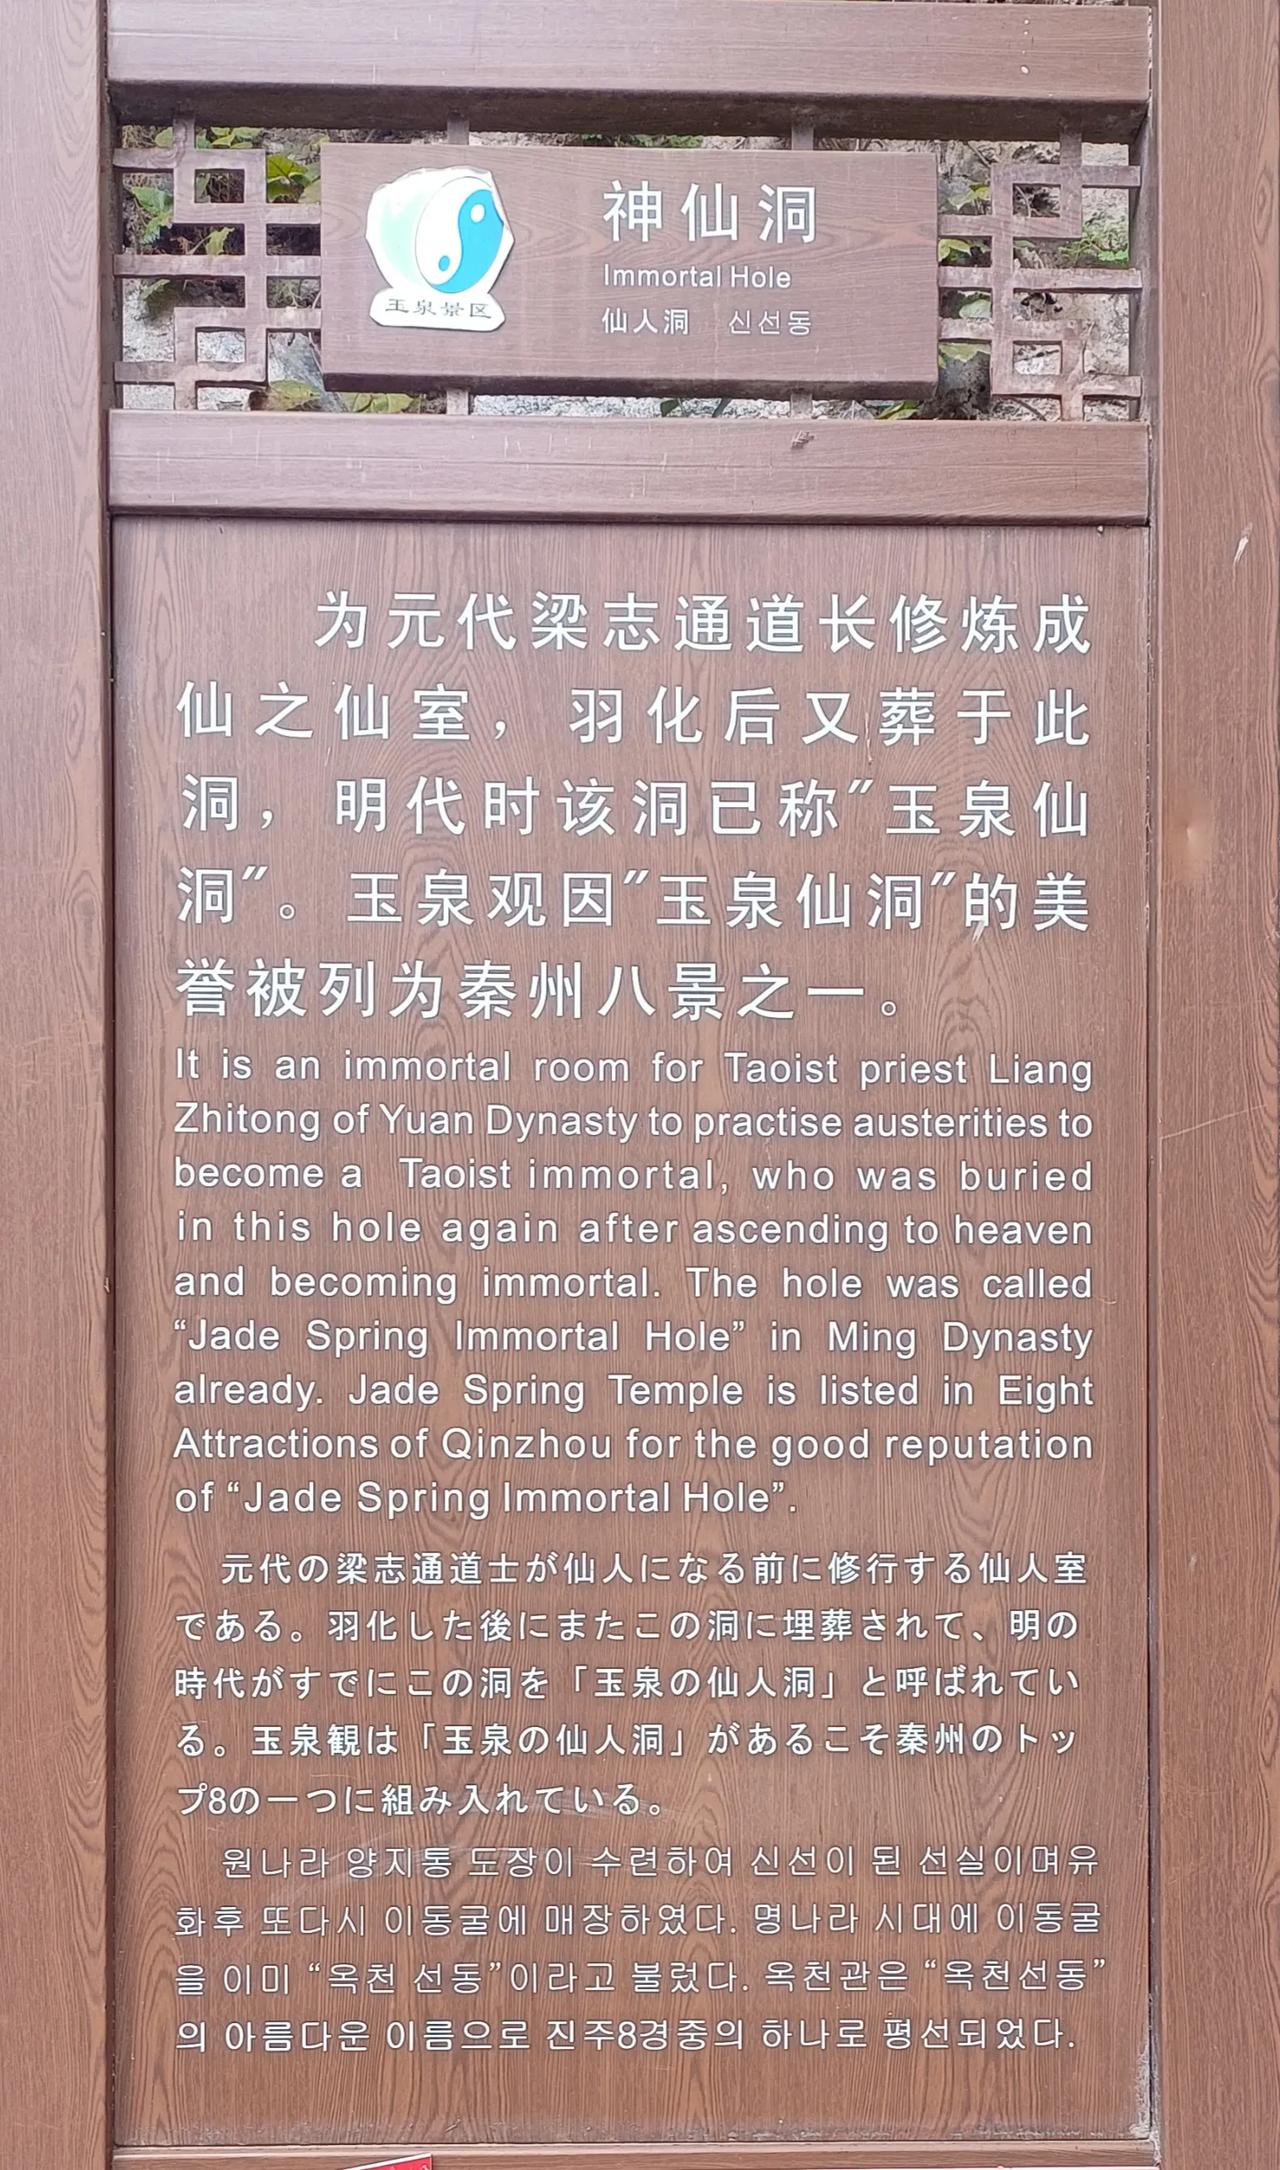 神仙洞
Immortal Hole
仙人洞 신선동
玉泉景区
为元代梁志通道长修炼成
仙之仙室，羽化后又葬于此
洞，明代时该洞已称"玉泉仙
洞"。玉泉观因"玉泉仙洞"的美
誉被列为秦州八景之一。
It is an immortal room for Taoist priest Liang
Zhitong of Yuan Dynasty to practise austerities to
become a Taoist immortal, who was buried
in this hole again after ascending to heaven
and becoming immortal. The hole was called
“Jade Spring Immortal Hole” in Ming Dynasty
already. Jade Spring Temple is listed in Eight
Attractions of Qinzhou for the good reputation
of “Jade Spring Immortal Hole”.
元代の梁志通道士が仙人になる前に修行する仙人室
である。羽化した後にまたこの洞に埋葬されて、明の
時代がすでにこの洞を「玉泉の仙人洞」と呼ばれてい
る。玉泉観は「玉泉の仙人洞」があるこそ秦州のトッ
プ8の一つに組み入れている。
원나라 양지통 도장이 수련하여 신선이 된 선실이며유
화후 또다시 이동굴에 매장하였다. 명나라 시대에 이동굴
을 이미 “옥천 선동”이라고 불렀다. 옥천관은 “옥천선동”
의 아름다운 이름으로 진주8경중의 하나로 평선되었다.